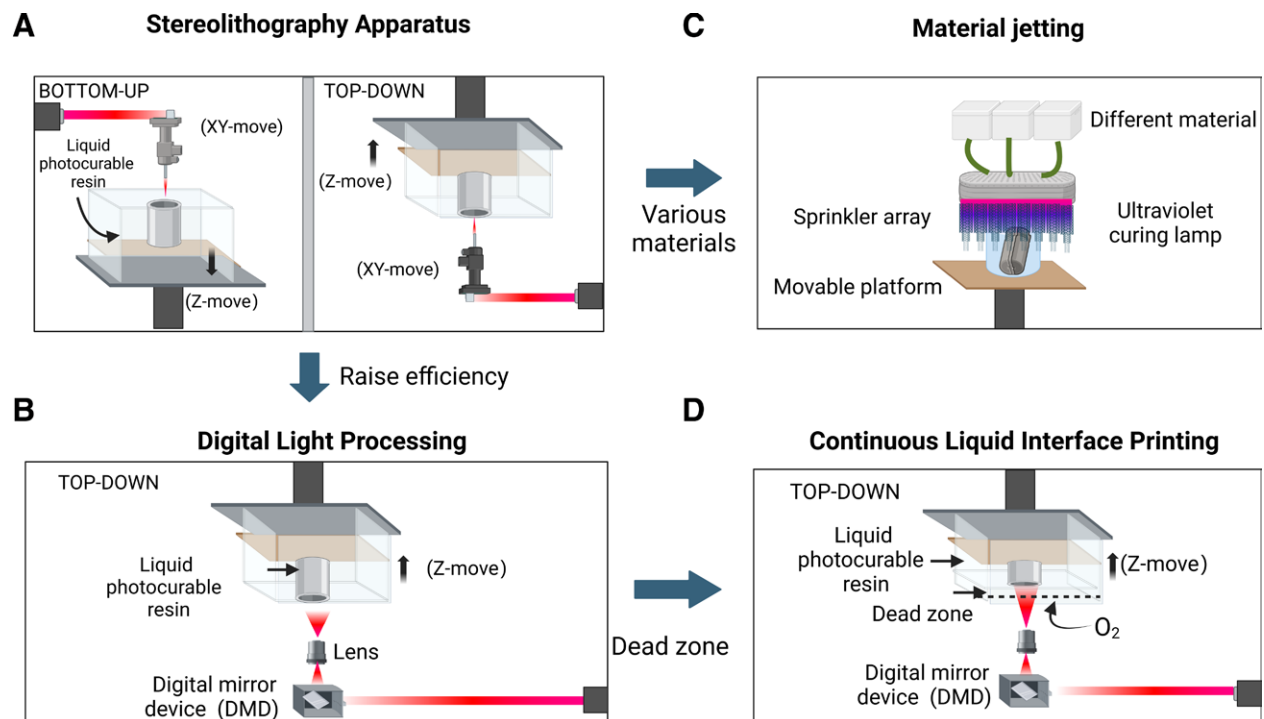 A
Stereolithography Apparatus
BOTTOM-UP
(XY-move)
Liquid
photocurable
resin
(Z-move)
TOP-DOWN
(Z-move)
(XY-move)
Various
materials
C
Material jetting
Different material
Sprinkler array
Ultraviolet
curing lamp
Movable platform
Raise efficiency
B
Digital Light Processing
TOP-DOWN
Liquid
photocurable
resin
(Z-move)
Lens
Digital mirror
device (DMD)
Dead zone
D
Continuous Liquid Interface Printing
TOP-DOWN
Liquid
photocurable
resin
(Z-move)
Dead zone
O₂
Digital mirror
device (DMD)